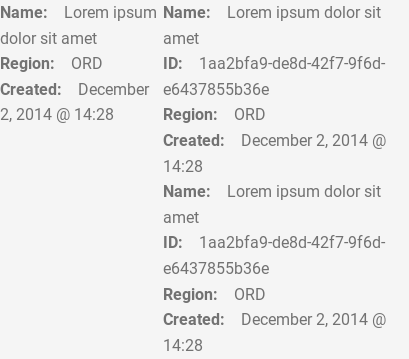 Name: Lorem ipsum
dolor sit amet
Region: ORD
Created: December
2, 2014 @ 14:28
Name: Lorem ipsum dolor sit
amet
ID: 1aa2bfa9-de8d-42f7-9f6d-
e6437855b36e
Region: ORD
Created: December 2, 2014 @
14:28
Name: Lorem ipsum dolor sit
amet
ID: 1aa2bfa9-de8d-42f7-9f6d-
e6437855b36e
Region: ORD
Created: December 2, 2014 @
14:28